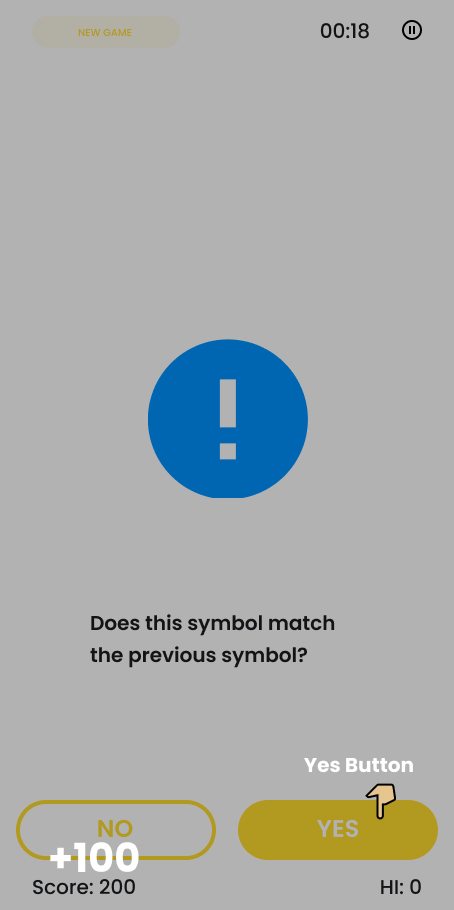 NEW GAME
00:18
!
Does this symbol match
the previous symbol?
Yes Button
NO
YES
+100
Score: 200
HI: 0